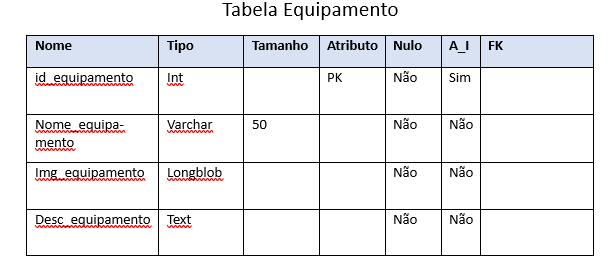 Tabela Equipamento
Nome Tipo Tamanho Atributo Nulo A_I FK
id_equipamento Int PK Não Sim
Nome_equipa-
mento Varchar 50 Não Não
Img_equipamento Longblob Não Não
Desc_equipamento Text Não Não